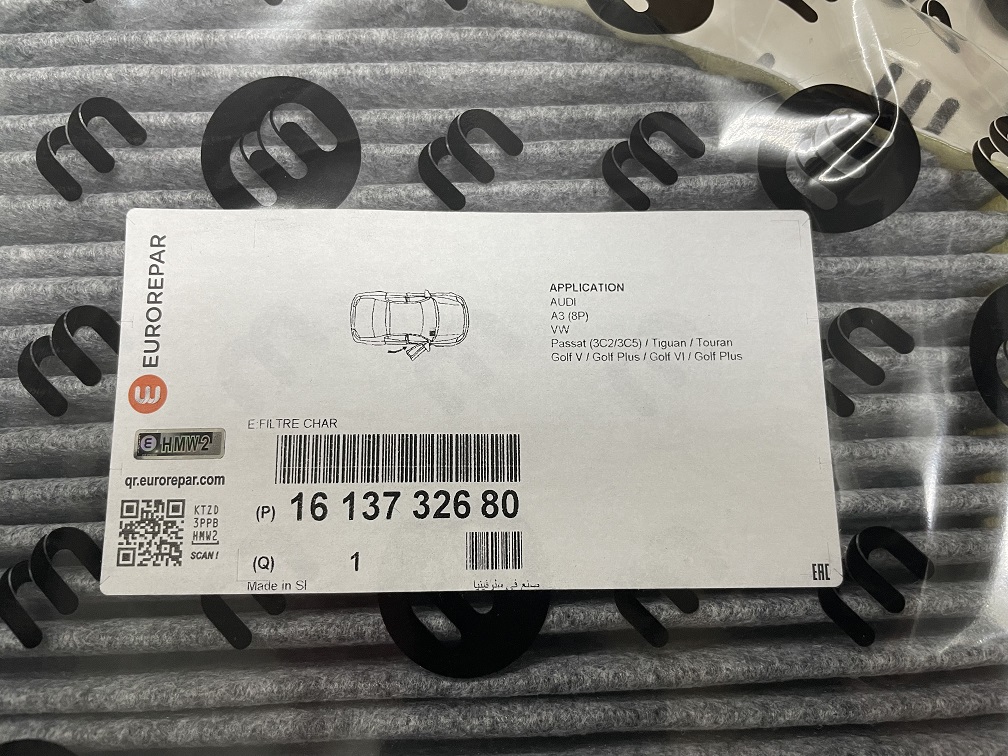 EUROREPAR
HMW2
qr.eurorepar.com
KTZD
3PPB
HMW2
SCAN!
APPLICATION
AUDI
A3 (8P)
VW
Passat (3C2/3C5) / Tiguan / Touran
Golf V / Golf Plus / Golf VI / Golf Plus
E:FILTRE CHAR
(P) 16 137 326 80
(Q) 1
Made in SI
صنع في سلوفينيا
EAC